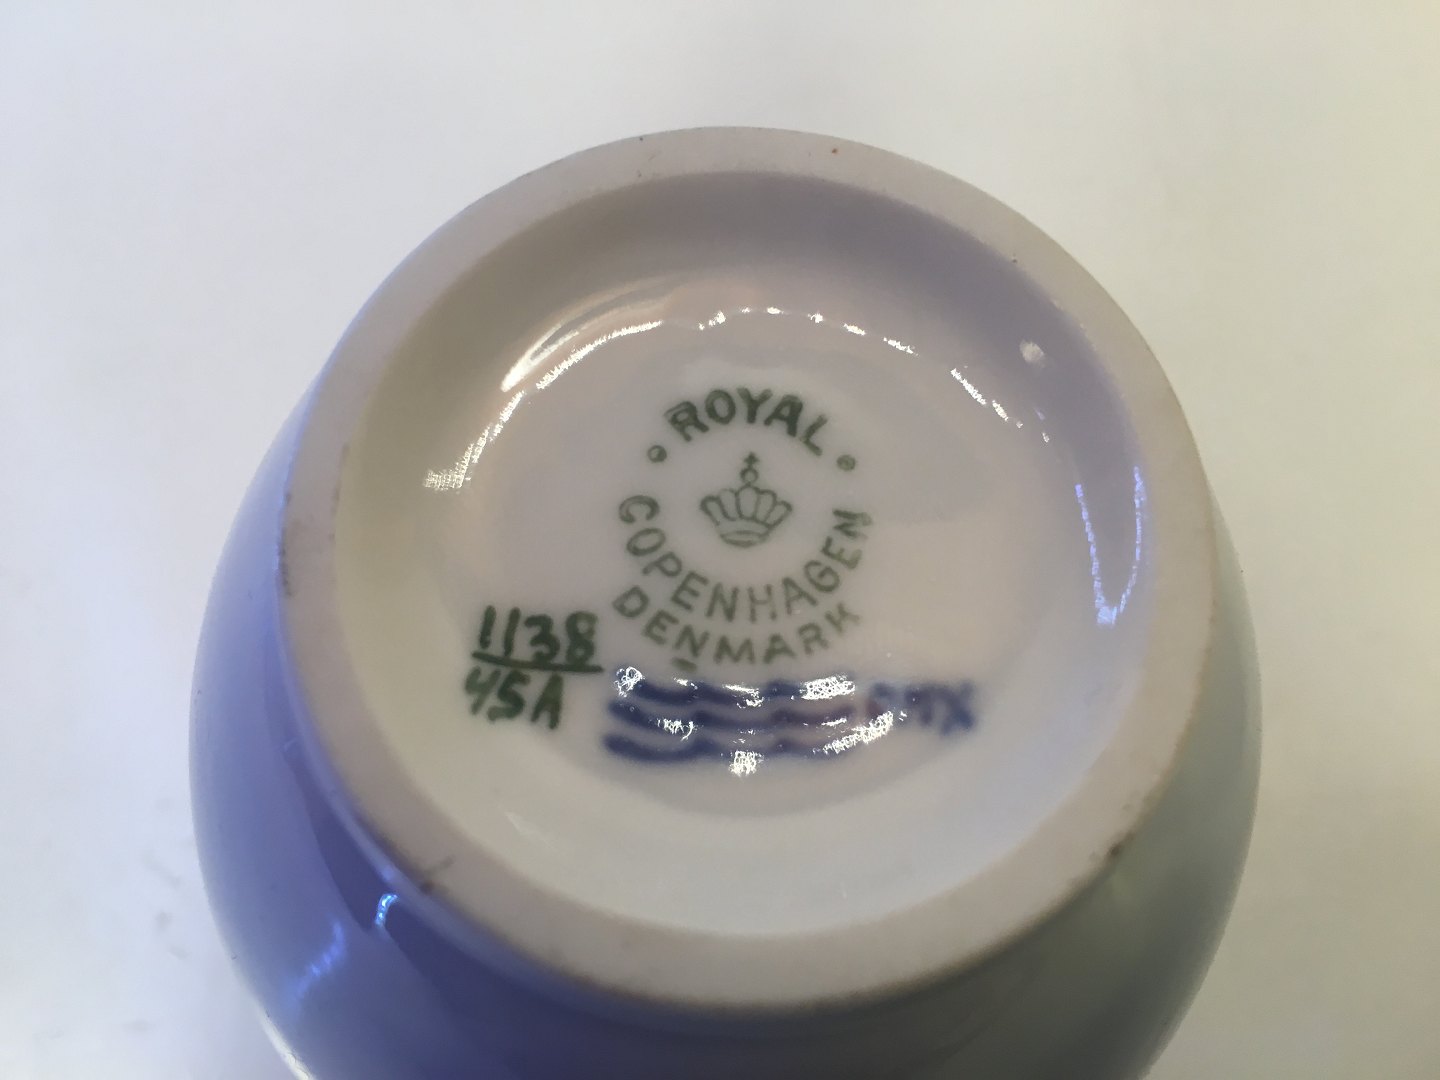 ROYAL
COPENHAGEN
DENMARK
1138
45A